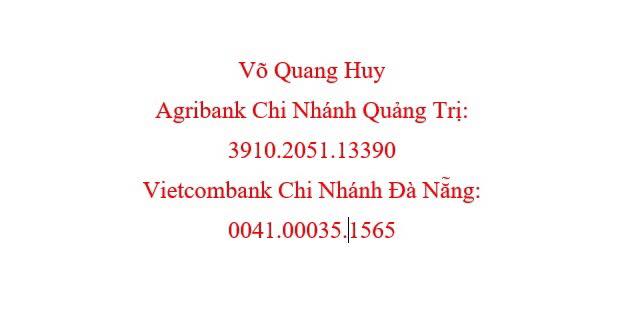 Võ Quang Huy
Agribank Chi Nhánh Quảng Trị:
3910.2051.13390
Vietcombank Chi Nhánh Đà Nẵng:
0041.00035.1565